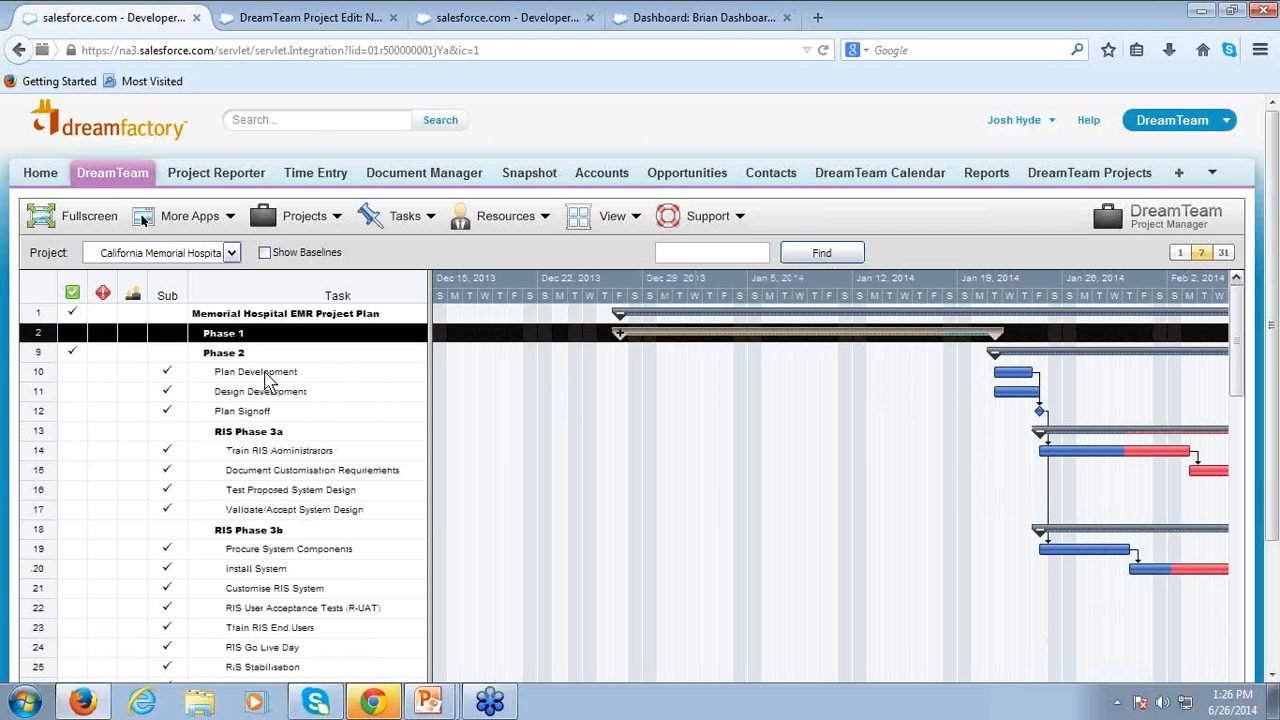 salesforce.com - Developer...
DreamTeam Project Edit: N...
salesforce.com - Developer...
Dashboard: Brian Dashboar...
https://na3.salesforce.com/servlet/servlet.Integration?lid=01r500000001jYa&ic=1
Google
Getting Started
Most Visited
dreamfactory
Search...
Search
Josh Hyde
Help
DreamTeam
Home
DreamTeam
Project Reporter
Time Entry
Document Manager
Snapshot
Accounts
Opportunities
Contacts
DreamTeam Calendar
Reports
DreamTeam Projects
Fullscreen
More Apps
Projects
Tasks
Resources
View
Support
DreamTeam
Project Manager
Project:
California Memorial Hospita
Show Baselines
Find
1 7 31
Sub
Task
Dec 15, 2013
Dec 22, 2013
Dec 29, 2013
Jan 5, 2014
Jan 12, 2014
Jan 19, 2014
Jan 26, 2014
Feb 2, 2014
S M T W T F S S M T W T F S S M T W T F S S M T W T F S S M T W T F S S M T W T F S S M T W T F S S M T W
1 Memorial Hospital EMR Project Plan
2 Phase 1
9 Phase 2
10 Plan Development
11 Design Development
12 Plan Signoff
13 RIS Phase 3a
14 Train RIS Administrators
15 Document Customisation Requirements
16 Test Proposed System Design
17 Validate/Accept System Design
18 RIS Phase 3b
19 Procure System Components
20 Install System
21 Customise RIS System
22 RIS User Acceptance Tests (R-UAT)
23 Train RIS End Users
24 RIS Go Live Day
25 RIS Stabilisation
1:26 PM
6/26/2014